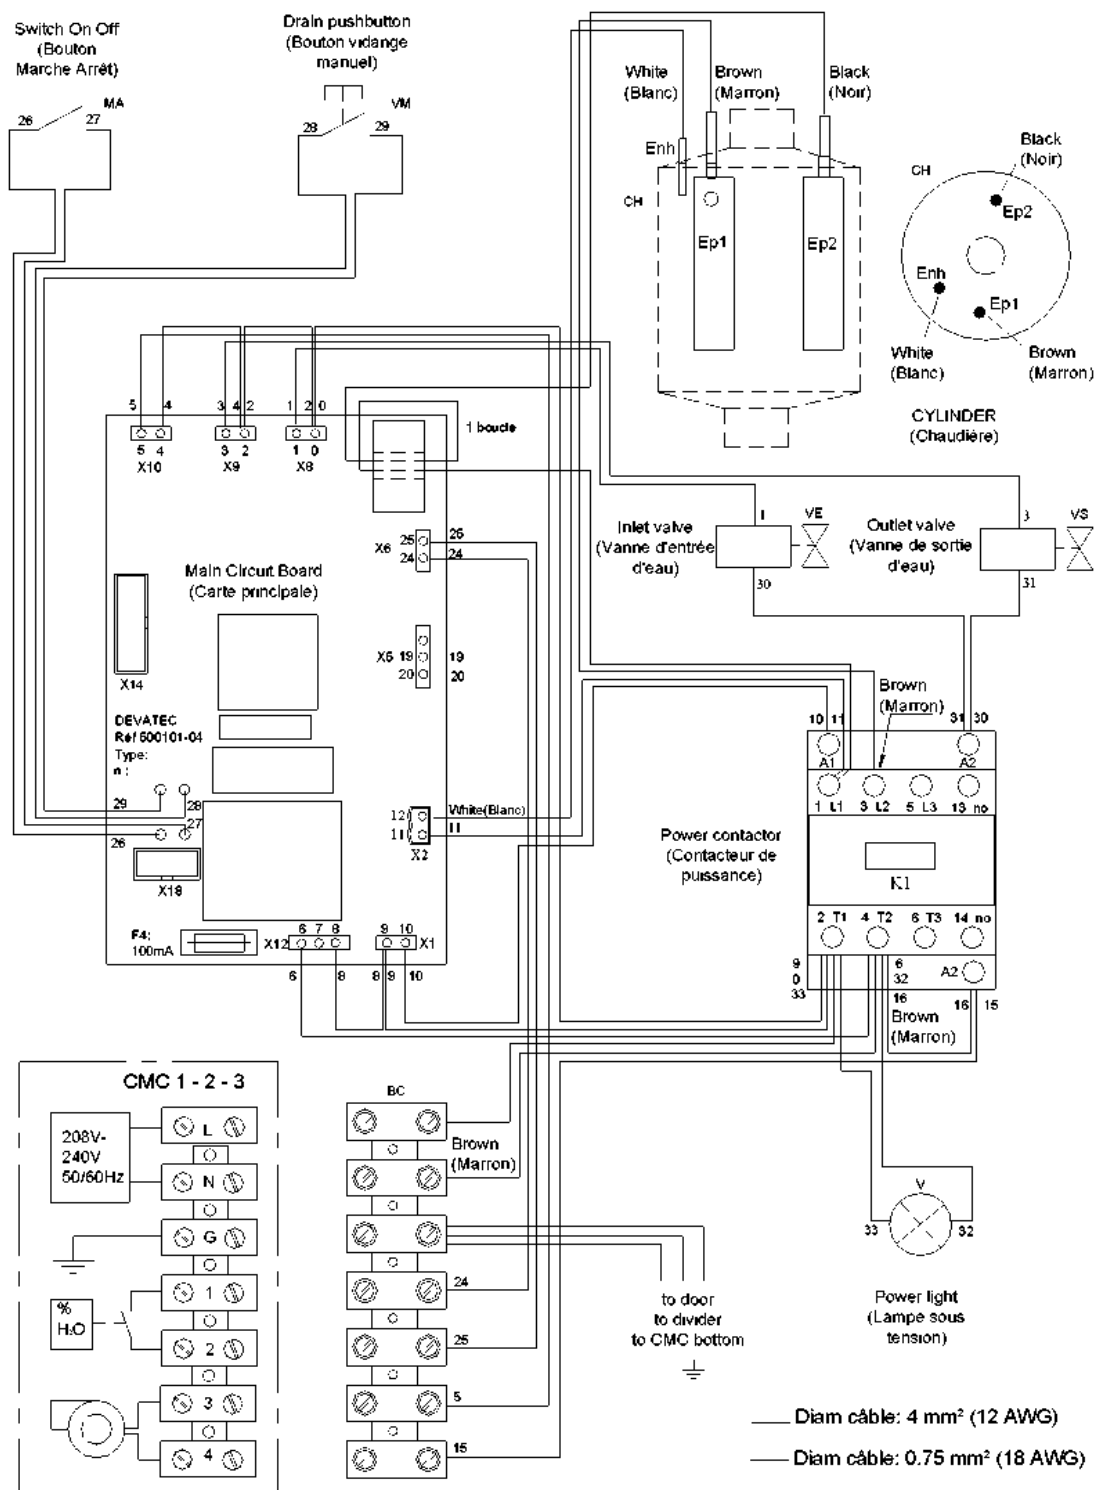 Switch On Off
(Bouton
Marche Arrêt)
MA
26
27
Drain pushbutton
(Bouton vidange
manuel)
VM
28
29
White
(Blanc)
Brown
(Marron)
Black
(Noir)
Enh
CH
Ep1
Ep2
CH
Black
(Noir)
Ep2
Enh
Ep1
White
(Blanc)
Brown
(Marron)
CYLINDER
(Chaudière)
5 4
3 4 2
1 2 0
5 4
X10
3 2
X9
1 0
X8
1 boucle
X6
25
24
25
24
Main Circuit Board
(Carte principale)
X14
X5
19
20
19
20
DEVATEC
Réf 600101-04
Type:
n :
29
28
27
26
X18
12
11
X2
White(Blanc)
11
F4:
100mA
X12
6 7 8
9 10
X1
6
8
8 9
10
Inlet valve
(Vanne d'entrée
d'eau)
1
VE
30
Outlet valve
(Vanne de sortie
d'eau)
3
VS
31
Brown
(Marron)
10 11
31 30
A1
A2
1 L1 3 L2 5 L3 13 no
Power contactor
(Contacteur de
puissance)
K1
2 T1 4 T2 6 T3 14 no
9
0
33
6
32
16
A2
16 15
Brown
(Marron)
CMC 1 - 2 - 3
208V-
240V
50/60Hz
L
N
G
1
2
3
4
%
H2O
BC
Brown
(Marron)
24
25
5
15
to door
to divider
to CMC bottom
V
33
32
Power light
(Lampe sous
tension)
Diam câble: 4 mm² (12 AWG)
Diam câble: 0.75 mm² (18 AWG)